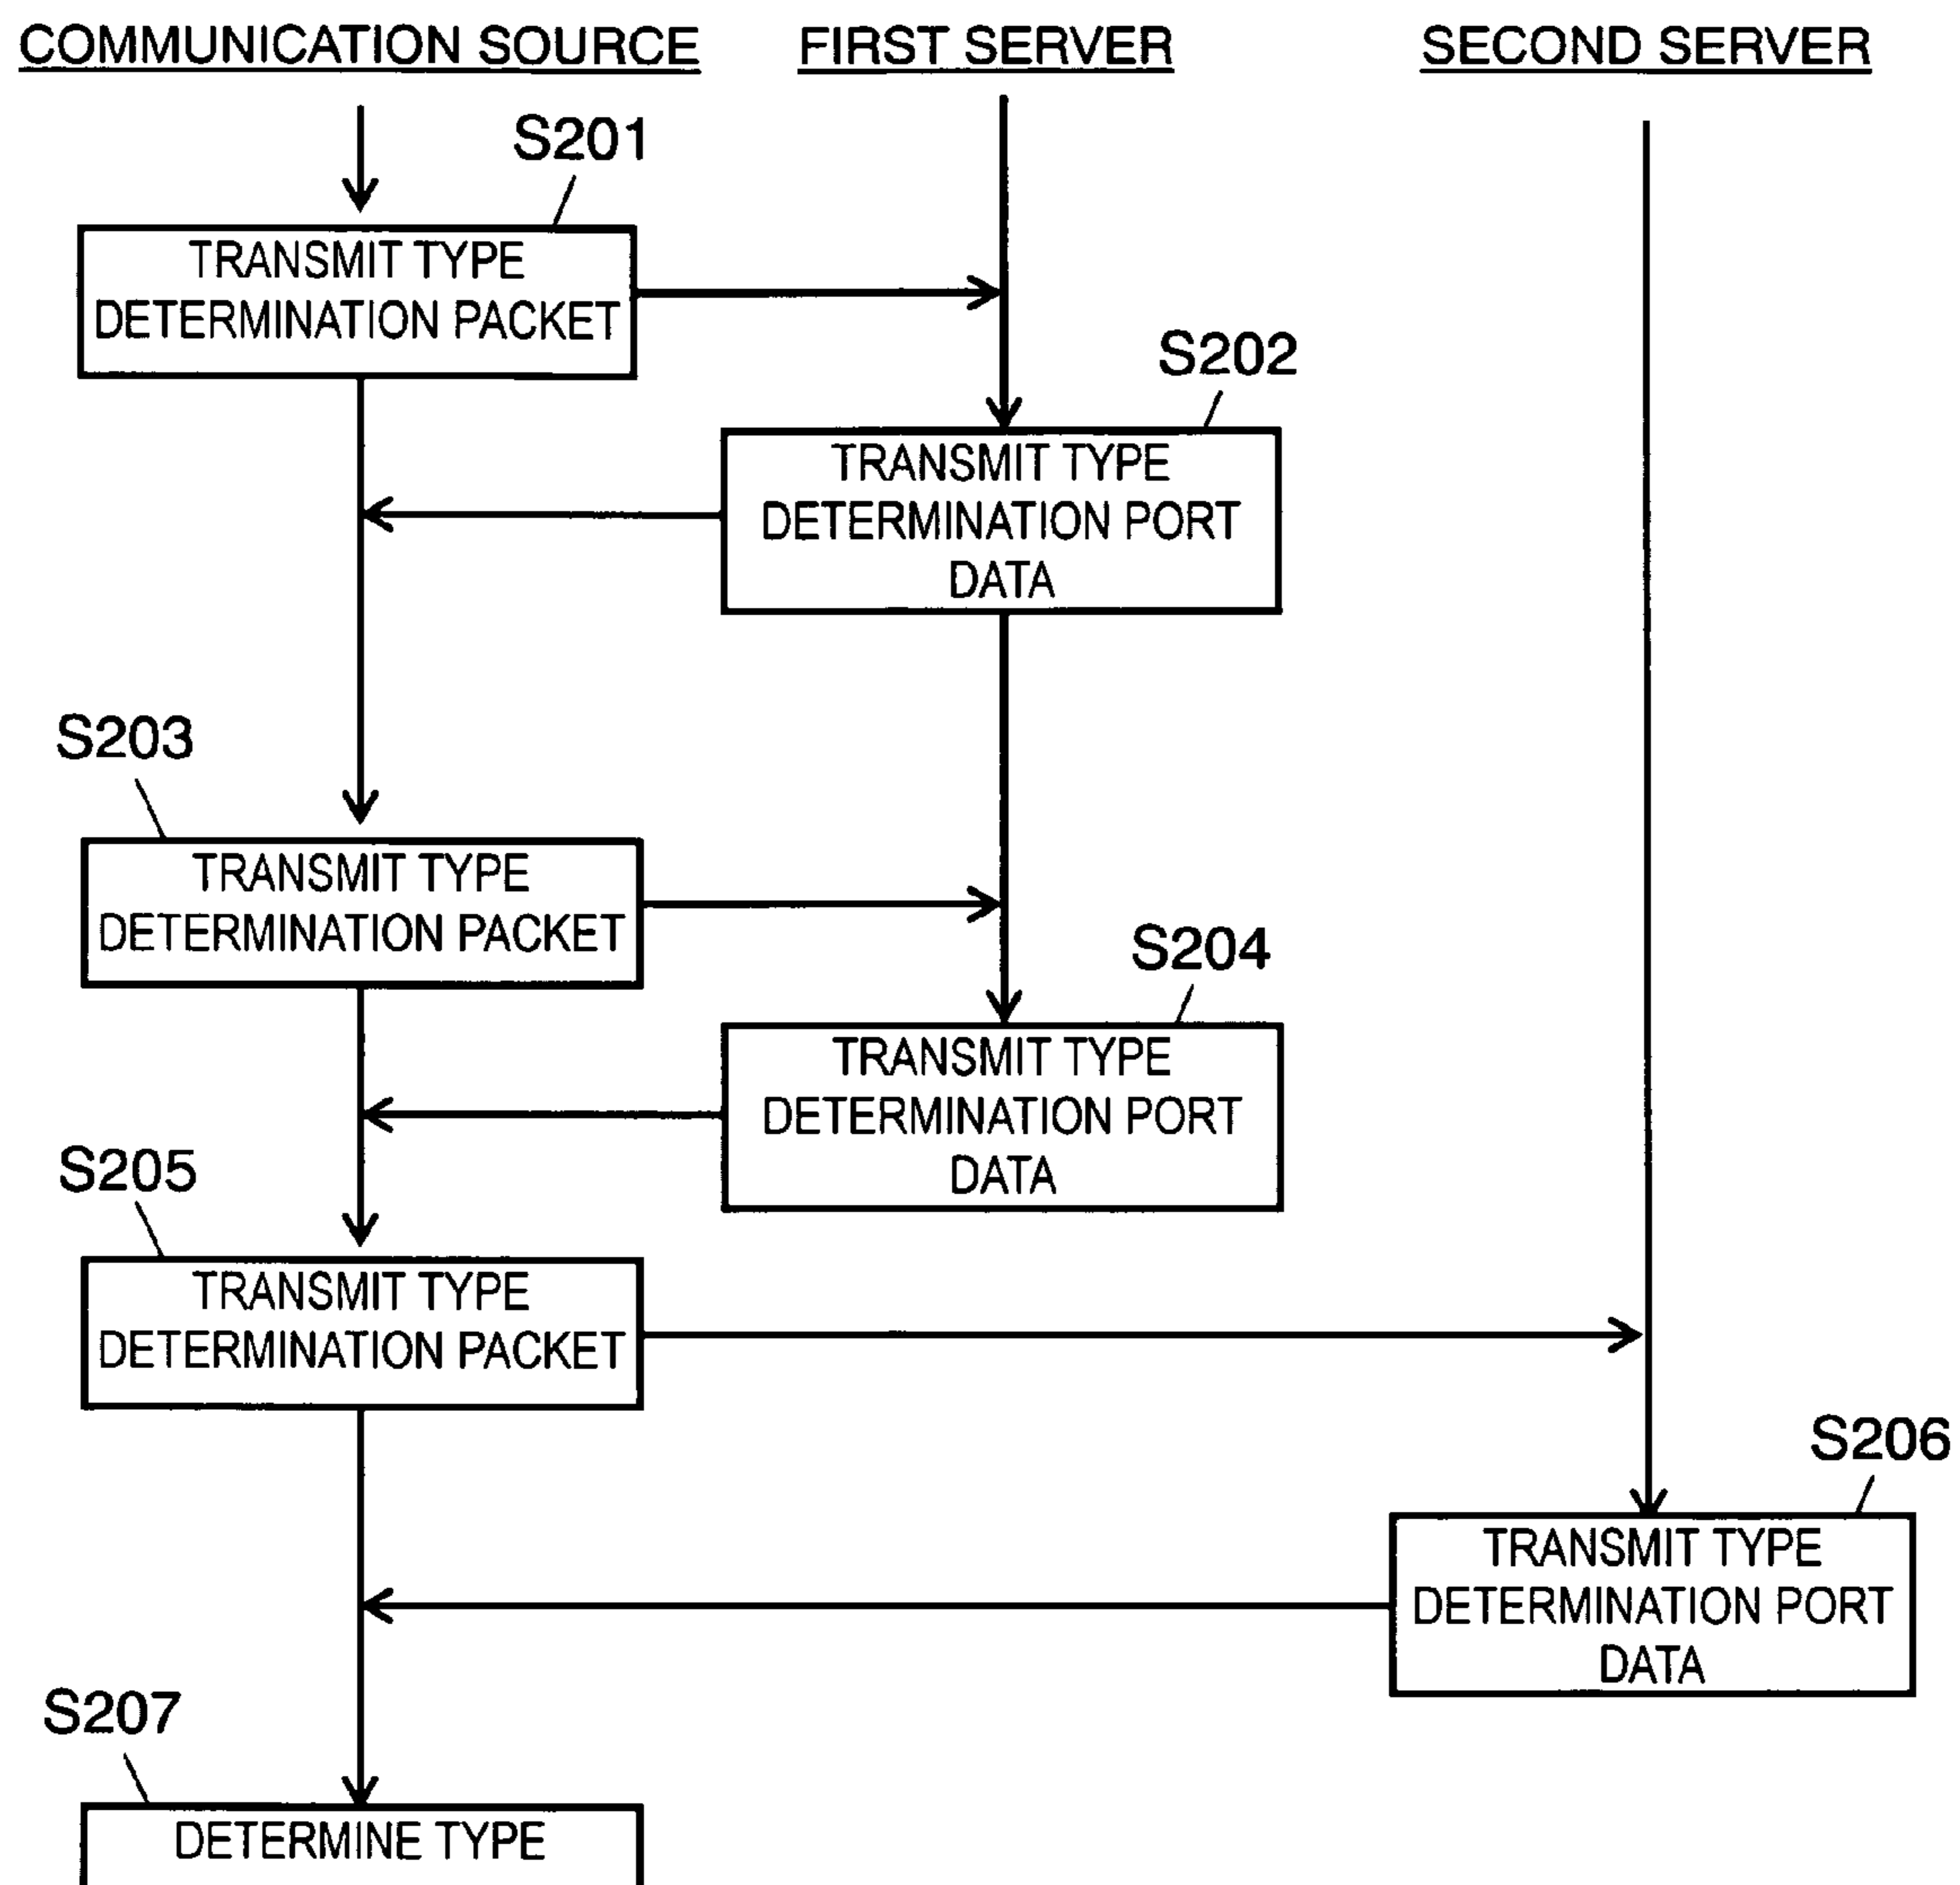 COMMUNICATION SOURCE
FIRST SERVER
SECOND SERVER
S201
TRANSMIT TYPE
DETERMINATION PACKET
S202
TRANSMIT TYPE
DETERMINATION PORT
DATA
S203
TRANSMIT TYPE
DETERMINATION PACKET
S204
TRANSMIT TYPE
DETERMINATION PORT
DATA
S205
TRANSMIT TYPE
DETERMINATION PACKET
S206
TRANSMIT TYPE
DETERMINATION PORT
DATA
S207
DETERMINE TYPE